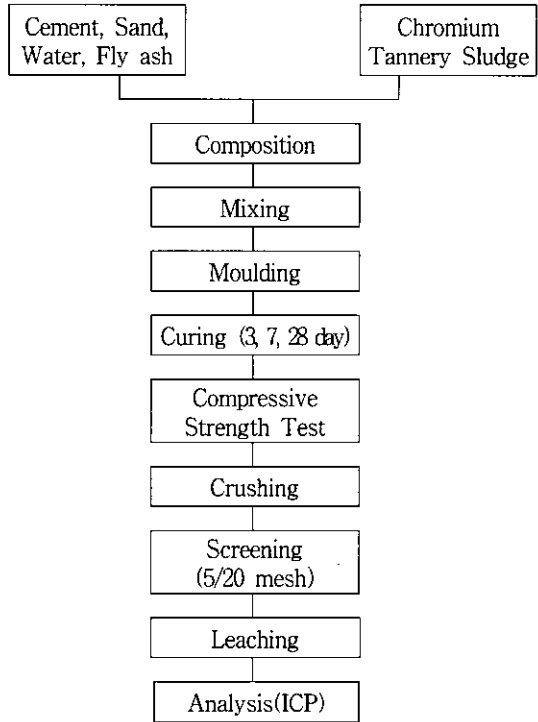 Cement, Sand,
Water, Fly ash
Chromium
Tannery Sludge
Composition
Mixing
Moulding
Curing (3, 7, 28 day)
Compressive
Strength Test
Crushing
Screening
(5/20 mesh)
Leaching
Analysis(ICP)